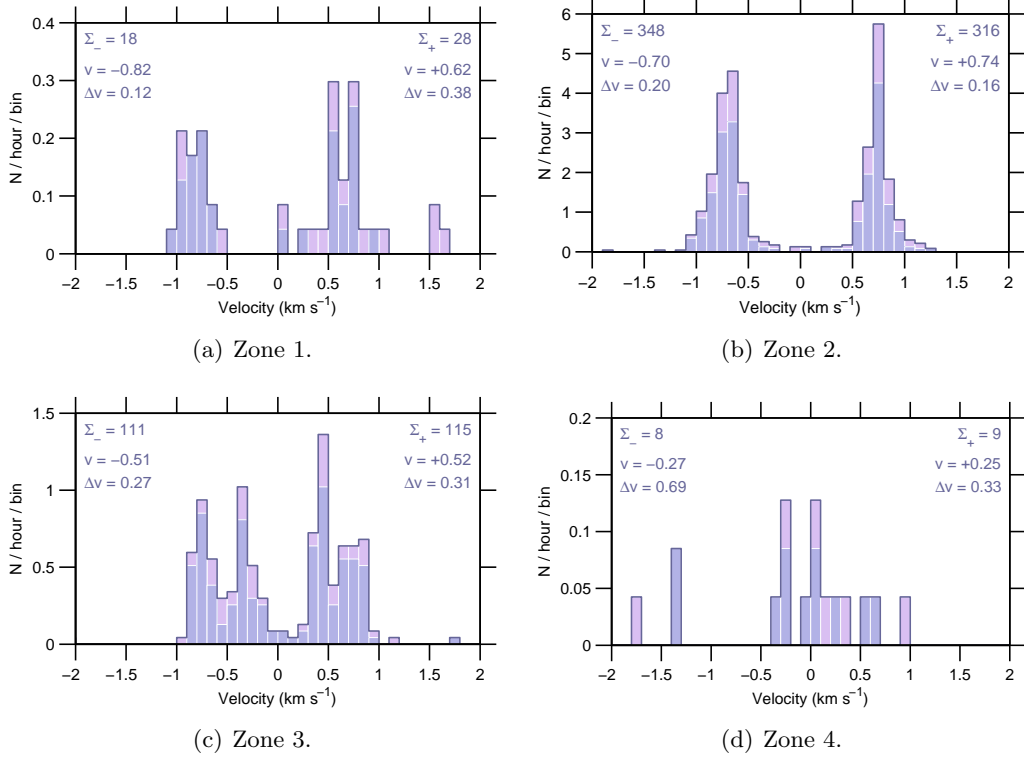 0.4
0.3
0.2
0.1
0
N / hour / bin
Σ− = 18
v = −0.82
Δv = 0.12
Σ+ = 28
v = +0.62
Δv = 0.38
−2 −1.5 −1 −0.5 0 0.5 1 1.5 2
Velocity (km s−1)
(a) Zone 1.
6
5
4
3
2
1
0
N / hour / bin
Σ− = 348
v = −0.70
Δv = 0.20
Σ+ = 316
v = +0.74
Δv = 0.16
−2 −1.5 −1 −0.5 0 0.5 1 1.5 2
Velocity (km s−1)
(b) Zone 2.
1.5
1
0.5
0
N / hour / bin
Σ− = 111
v = −0.51
Δv = 0.27
Σ+ = 115
v = +0.52
Δv = 0.31
−2 −1.5 −1 −0.5 0 0.5 1 1.5 2
Velocity (km s−1)
(c) Zone 3.
0.2
0.15
0.1
0.05
0
N / hour / bin
Σ− = 8
v = −0.27
Δv = 0.69
Σ+ = 9
v = +0.25
Δv = 0.33
−2 −1.5 −1 −0.5 0 0.5 1 1.5 2
Velocity (km s−1)
(d) Zone 4.